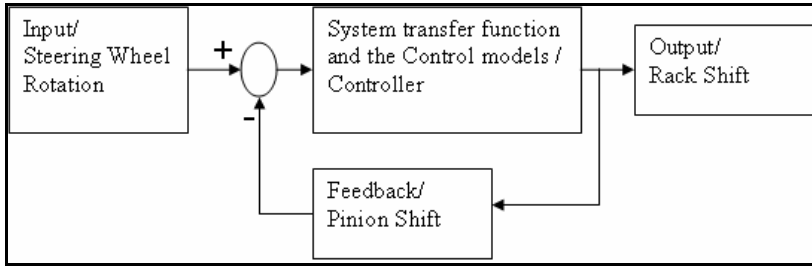 Input/
Steering Wheel
Rotation
+
-
System transfer function
and the Control models /
Controller
Output/
Rack Shift
Feedback/
Pinion Shift